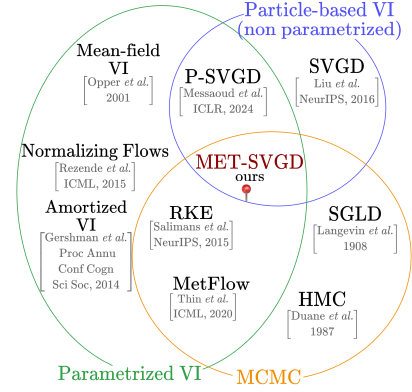 Particle-based VI
(non parametrized)
Mean-field
VI
[Opper et al.
2001]
P-SVGD
[Messaoud et al.
ICLR, 2024]
SVGD
[Liu et al.
NeurIPS, 2016]
Normalizing Flows
[Rezende et al.
ICML, 2015]
MET-SVGD
ours
Amortized
VI
[Gershman et al.
Proc Annu
Conf Cogn
Sci Soc, 2014]
RKE
[Salimans et al.
NeurIPS, 2015]
SGLD
[Langevin et al.
1908]
MetFlow
[Thin et al.
ICML, 2020]
HMC
[Duane et al.
1987]
Parametrized VI
MCMC